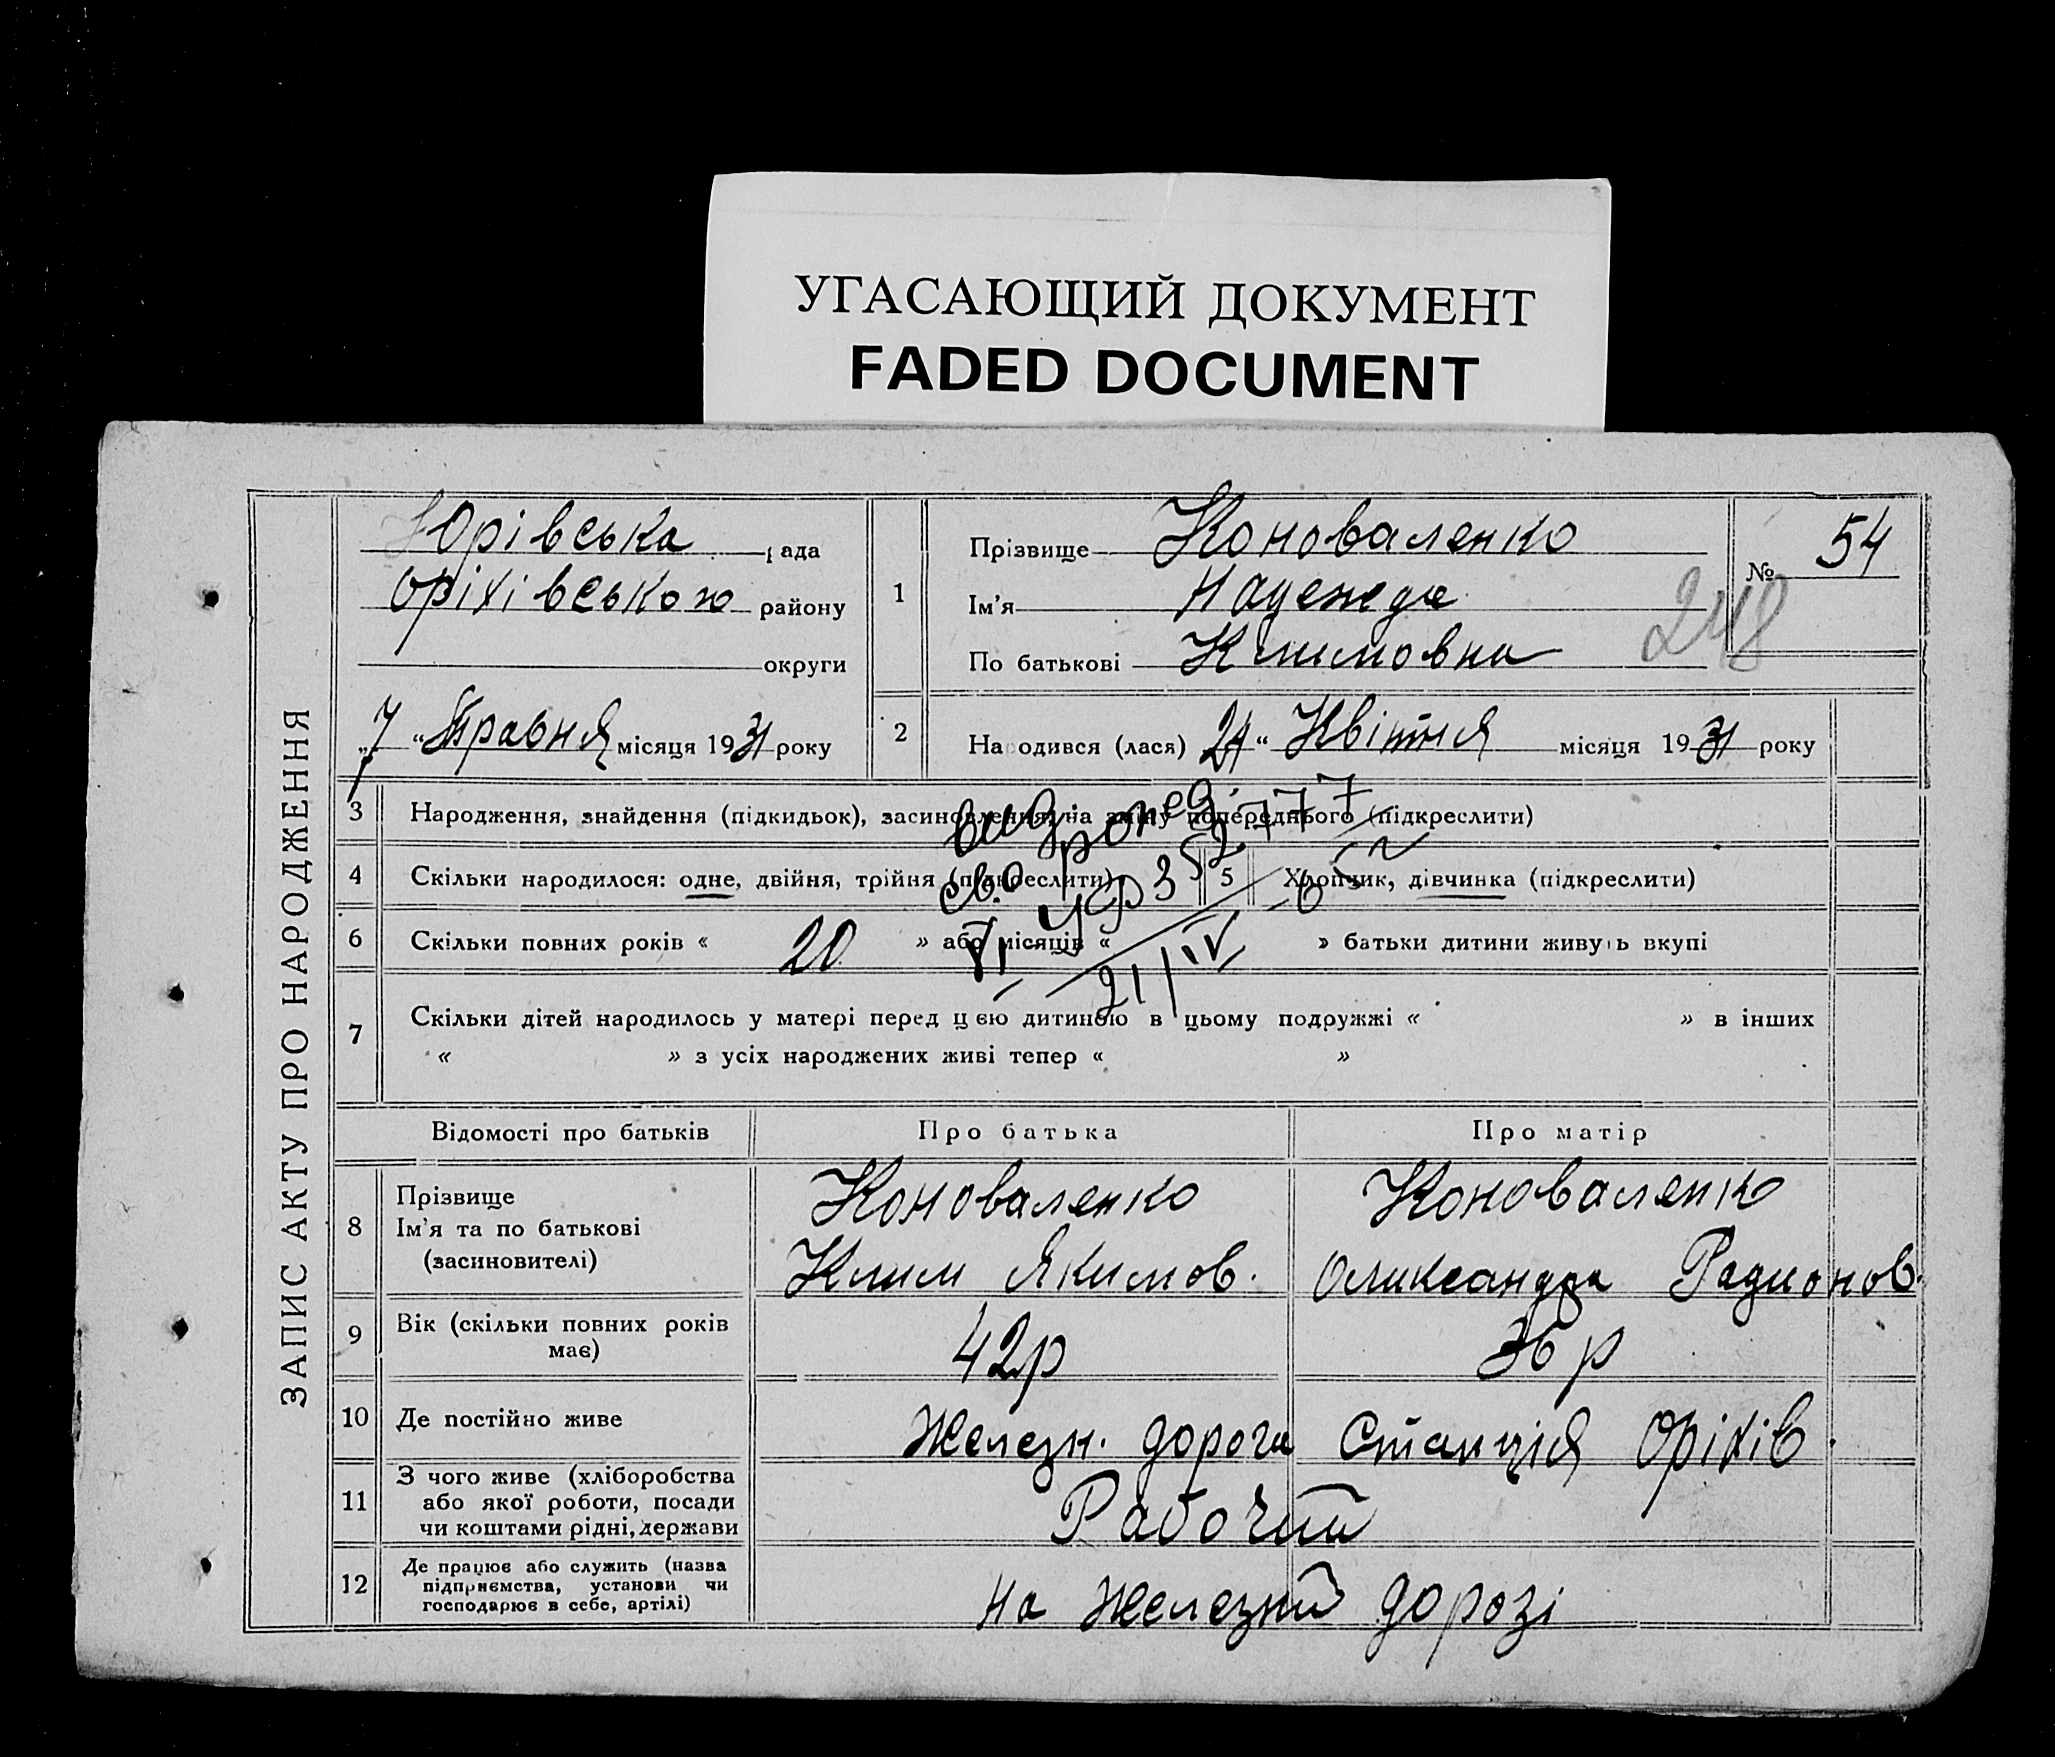 УГАСАЮЩИЙ ДОКУМЕНТ
FADED DOCUMENT
ЗАПИС АКТУ ПРО НАРОДЖЕННЯ
Юрівська рада
Оріхівського району
округи
„7“ Травня місяця 1931 року
1
Прізвище Коноваленко
Ім'я Надежда
По батькові Климовна
№ 54
248
2 Народився (лася) „24“ Квітня місяця 1931 року
3 Народження, знайдення (підкидьок), засиновлення, на зміну попереднього (підкреслити)
4 Скільки народилося: одне, двійня, трійня (підкреслити)
5 Хлопчик, дівчинка (підкреслити)
6 Скільки повних років « 20 » або місяців « » батьки дитини живуть вкупі
7 Скільки дітей народилось у матері перед цією дитиною в цьому подружжі « » в інших
« » з усіх народжених живі тепер « »
св.о
21/IV
Відомості про батьків Про батька Про матір
8 Прізвище
Ім'я та по батькові
(засиновителі)
Коноваленко
Клим Якимов.
Коноваленко
Олександра Радионов.
9 Вік (скільки повних років
має)
42р
36 р
10 Де постійно живе Железн. дорога Станція Оріхів.
11 З чого живе (хліборобства
або якої роботи, посади
чи коштами рідні, держави
Рабочий
12 Де працює або служить (назва
підприємства, установи чи
господарює в себе, артілі)
На Железній дорозі